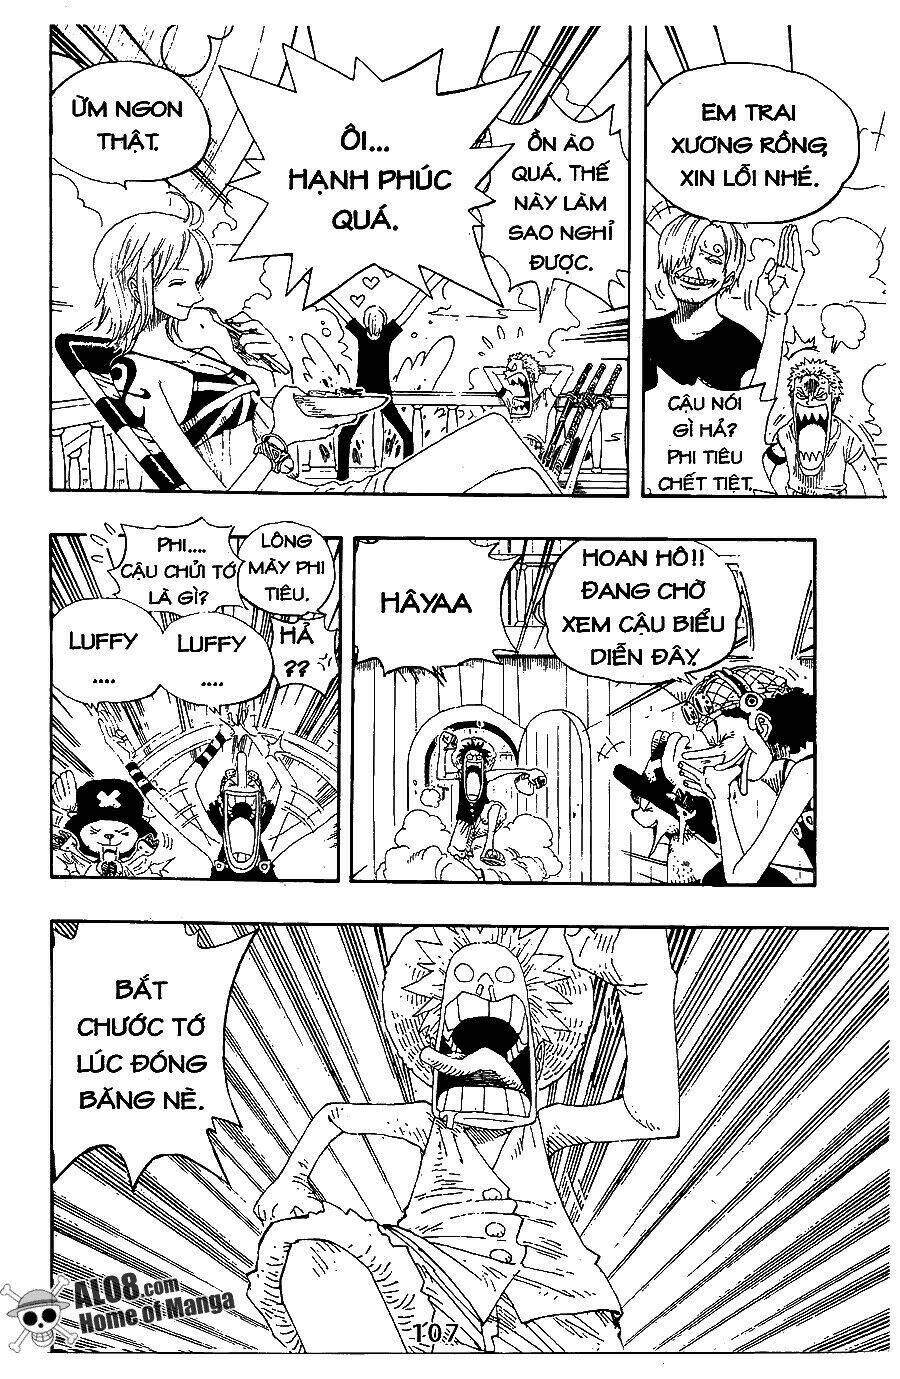 ỪM NGON
THẬT.
ÔI...
HẠNH PHÚC
QUÁ.
ỒN ÀO
QUÁ. THẾ
NÀY LÀM
SAO NGHỈ
ĐƯỢC.
EM TRAI
XƯƠNG RỒNG,
XIN LỖI NHÉ.
CẬU NÓI
GÌ HẢ?
PHI TIÊU
CHẾT TIỆT.
PHI....
CẬU CHỬI TỚ
LÀ GÌ?
LÔNG
MÀY PHI
TIÊU.
HẢ
??
LUFFY
....
LUFFY
....
HÂYAA
HOAN HÔ!!
ĐANG CHỜ
XEM CẬU BIỂU
DIỄN ĐÂY.
BẮT
CHƯỚC TỚ
LÚC ĐÓNG
BĂNG NÈ.
ALO8.com
Home of Manga
107